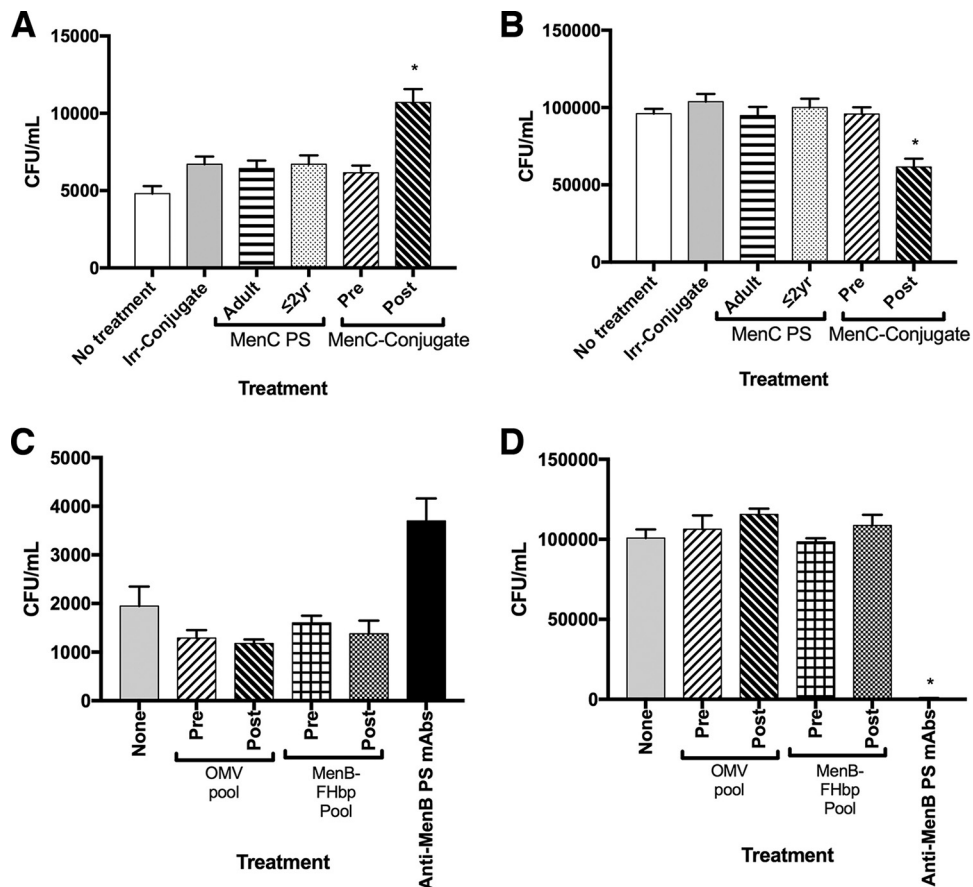 A
15000
10000
5000
0
CFU/mL
*
No treatment
Irr-Conjugate
Adult
≤2yr
Pre
Post
MenC PS
MenC-Conjugate
Treatment
B
150000
100000
50000
0
CFU/mL
*
No treatment
Irr-Conjugate
Adult
≤2yr
Pre
Post
MenC PS
MenC-Conjugate
Treatment
C
5000
4000
3000
2000
1000
0
CFU/mL
None
Pre
Post
Pre
Post
Anti-MenB PS mAbs
OMV
pool
MenB-
FHbp
Pool
Treatment
D
150000
100000
50000
0
CFU/mL
*
None
Pre
Post
Pre
Post
Anti-MenB PS mAbs
OMV
pool
MenB-
FHbp
Pool
Treatment